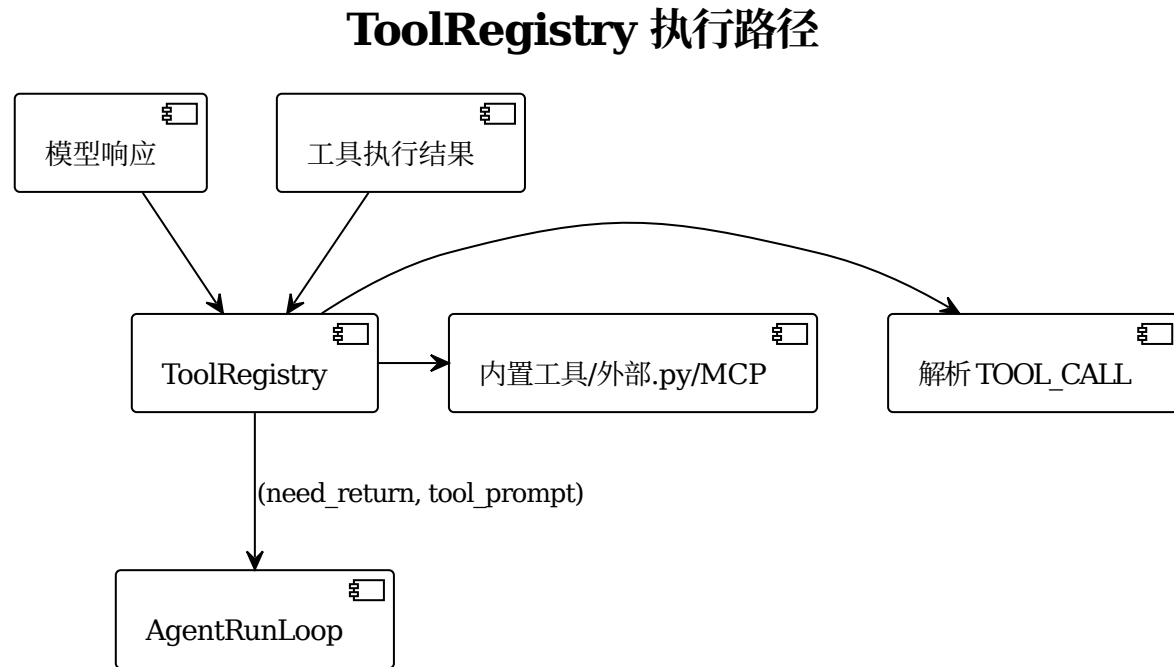 ToolRegistry 执行路径
模型响应
工具执行结果
ToolRegistry
内置工具/外部.py/MCP
解析 TOOL_CALL
(need_return, tool_prompt)
AgentRunLoop